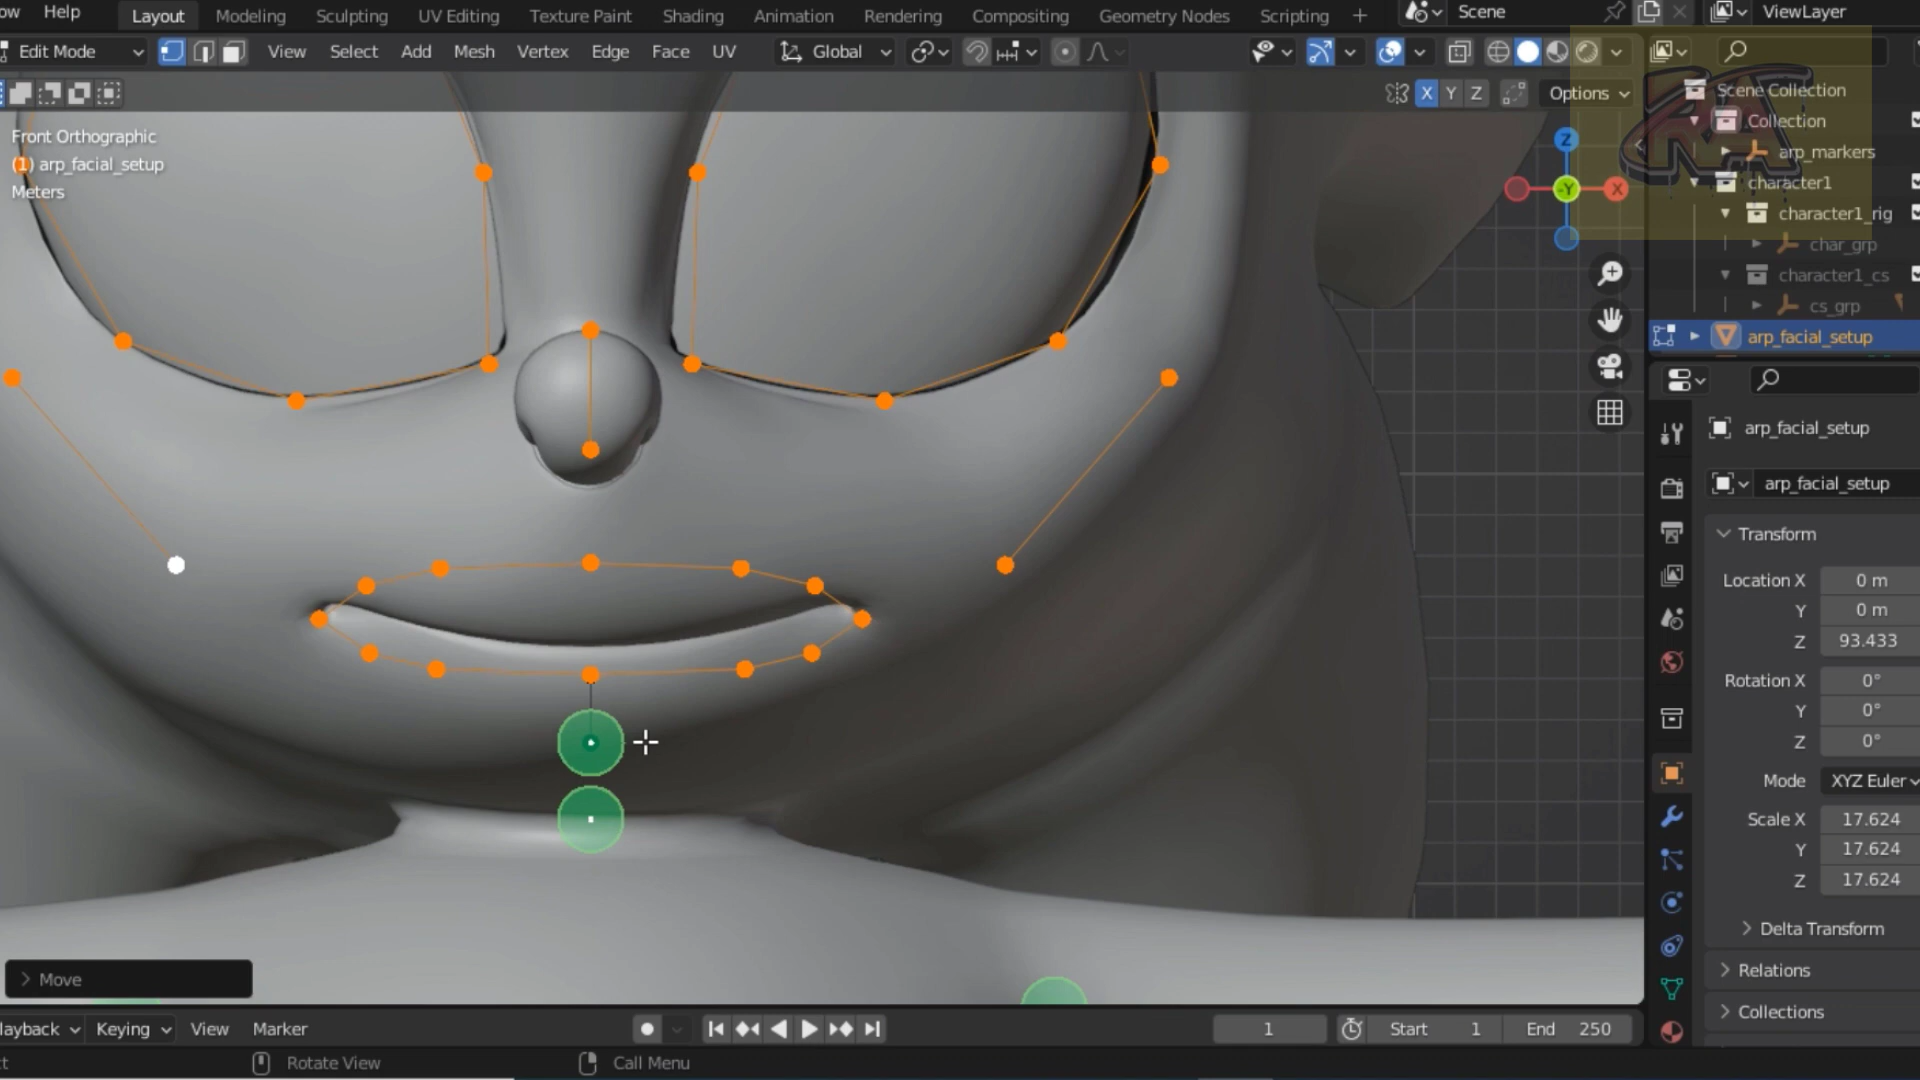 ow Help Layout Modeling Sculpting UV Editing Texture Paint Shading Animation Rendering Compositing Geometry Nodes Scripting + Scene ViewLayer
Edit Mode View Select Add Mesh Vertex Edge Face UV Global
X Y Z Options
Front Orthographic
(1) arp_facial_setup
Meters
Z
-Y X
Scene Collection
Collection
arp_markers
character1
character1_rig
char_grp
character1_cs
cs_grp
arp_facial_setup
arp_facial_setup
arp_facial_setup
Transform
Location X 0 m
Y 0 m
Z 93.433
Rotation X 0°
Y 0°
Z 0°
Mode XYZ Euler
Scale X 17.624
Y 17.624
Z 17.624
Delta Transform
Relations
Collections
Move
layback Keying View Marker 1 Start 1 End 250
ct Rotate View Call Menu